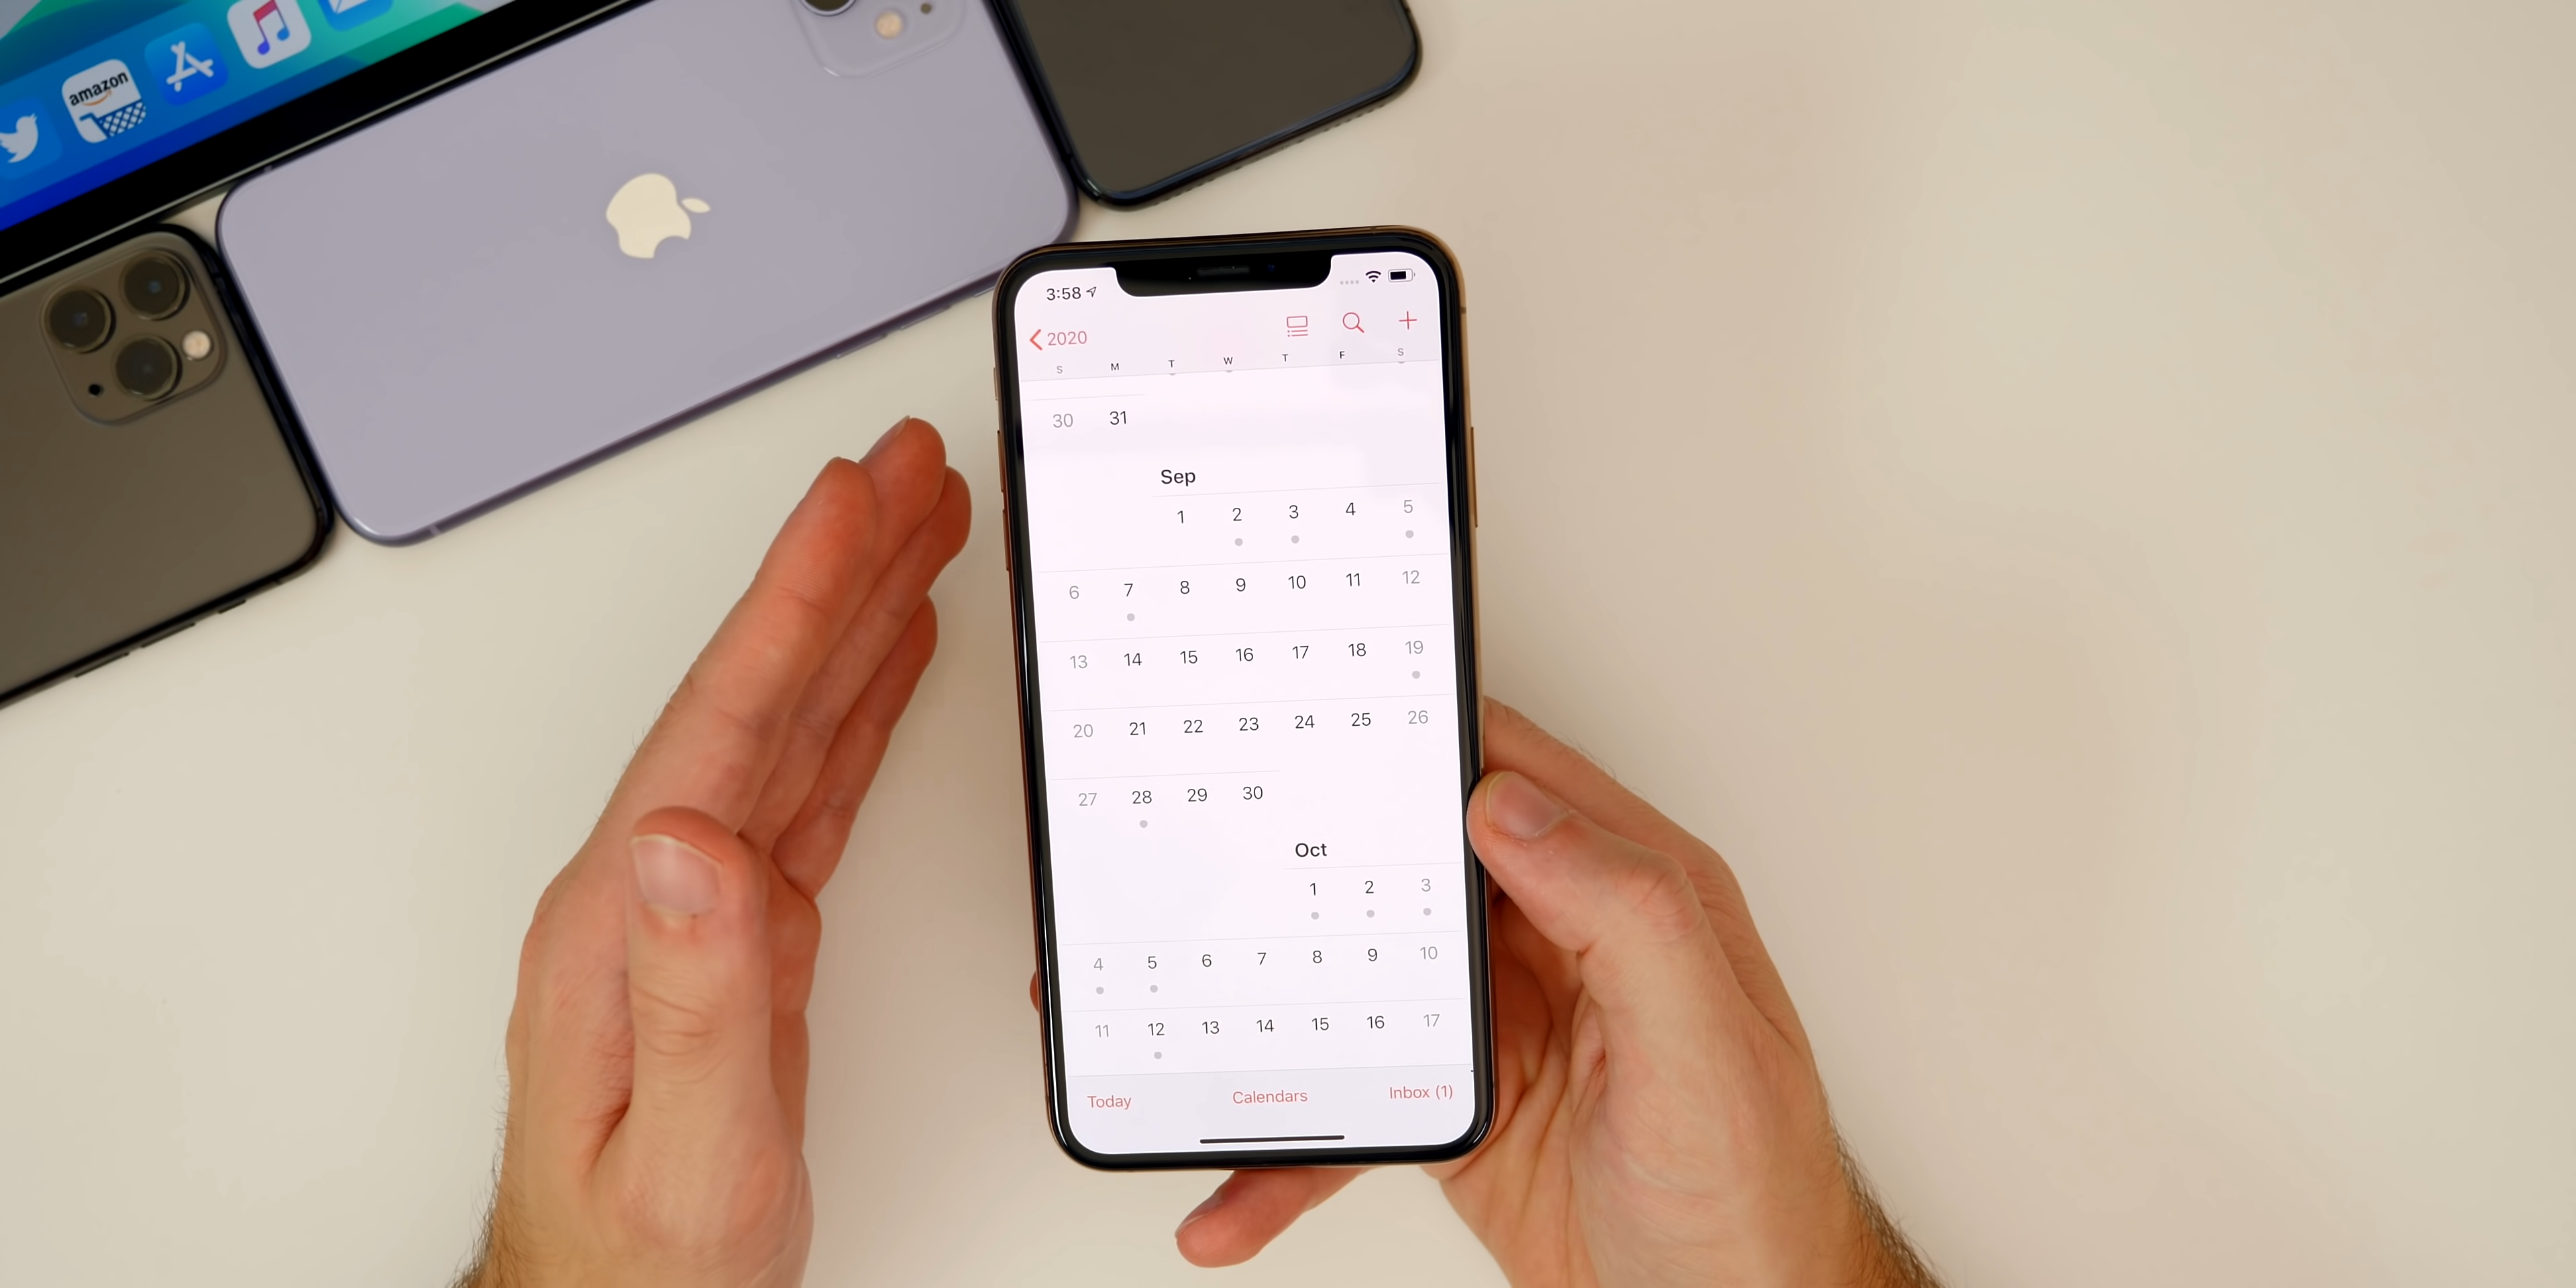 amazon
3:58
2020
S M T W T F S
30 31
Sep
1 2 3 4 5
6 7 8 9 10 11 12
13 14 15 16 17 18 19
20 21 22 23 24 25 26
27 28 29 30
Oct
1 2 3
4 5 6 7 8 9 10
11 12 13 14 15 16 17
Today Calendars Inbox (1)